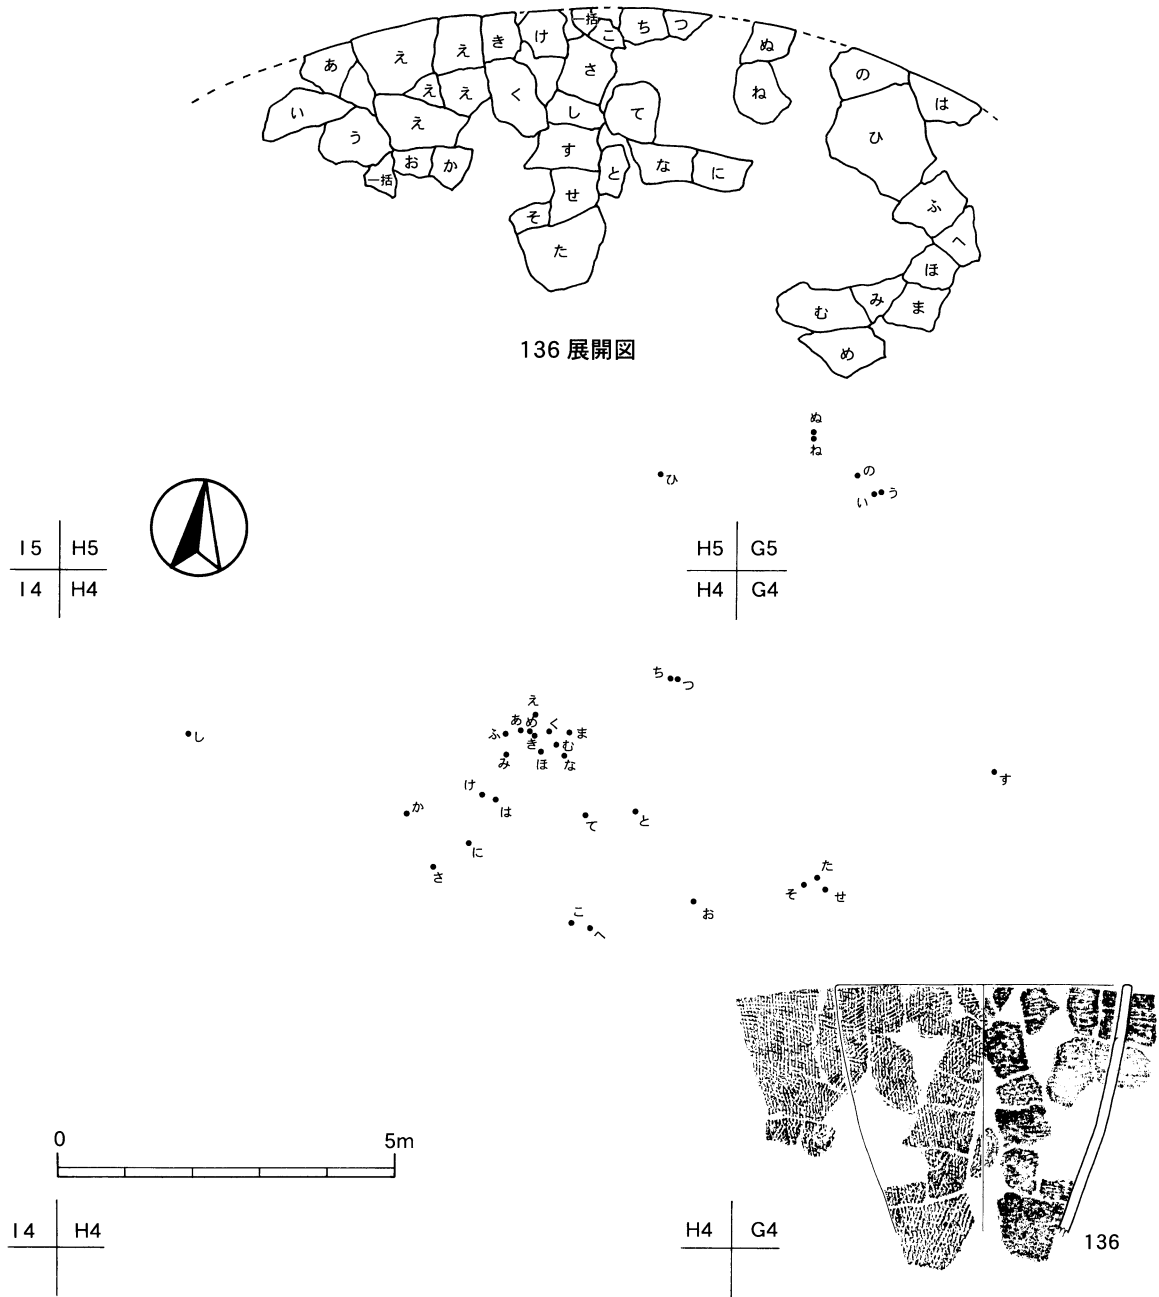 一括 こ ち つ
あ え え き け
ぬ
さ
の
え え く
ね
は
い う え し て
ひ
す
お か
一括
と な に
せ
そ
ふ
た
へ
ほ
む み ま
め
136 展開図
ぬ
ね
ひ
の
い う
I5 H5
I4 H4
H5 G5
H4 G4
ち つ
え
あ め く
し
ふ き ま
む
み ほ な
す
け は
か
て と
に
さ
た
そ せ
こ お
へ
0 5m
I4 H4
H4 G4
136